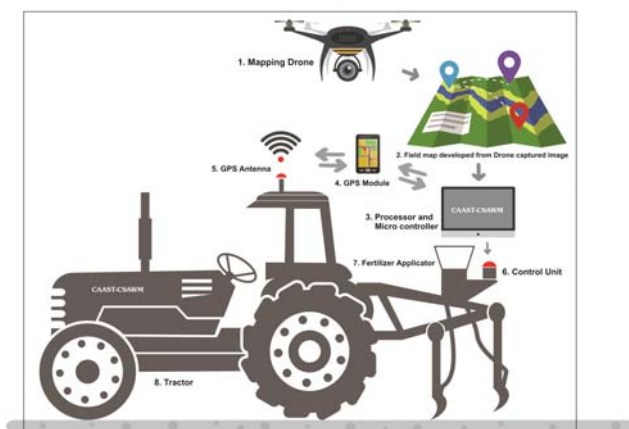 1. Mapping Drone
2. Field map developed from Drone captured image
5. GPS Antenna
4. GPS Module
3. Processor and
Micro controller
CAAST-CSAWM
7. Fertilizer Applicator
6. Control Unit
CAAST-CSAWM
8. Tractor